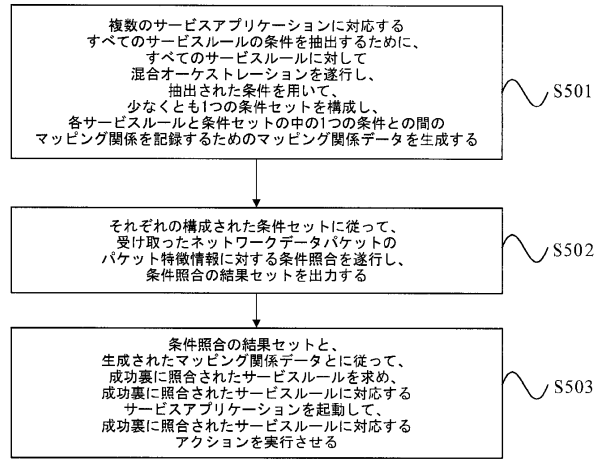 複数のサービスアプリケーションに対応する
すべてのサービスルールの条件を抽出するために、
すべてのサービスルールに対して
混合オーケストレーションを遂行し、
抽出された条件を用いて、
少なくとも1つの条件セットを構成し、
各サービスルールと条件セットの中の1つの条件との間の
マッピング関係を記録するためのマッピング関係データを生成する
S501
それぞれの構成された条件セットに従って、
受け取ったネットワークデータパケットの
パケット特徴情報に対する条件照合を遂行し、
条件照合の結果セットを出力する
S502
条件照合の結果セットと、
生成されたマッピング関係データとに従って、
成功裏に照合されたサービスルールを求め、
成功裏に照合されたサービスルールに対応する
サービスアプリケーションを起動して、
成功裏に照合されたサービスルールに対応する
アクションを実行させる
S503